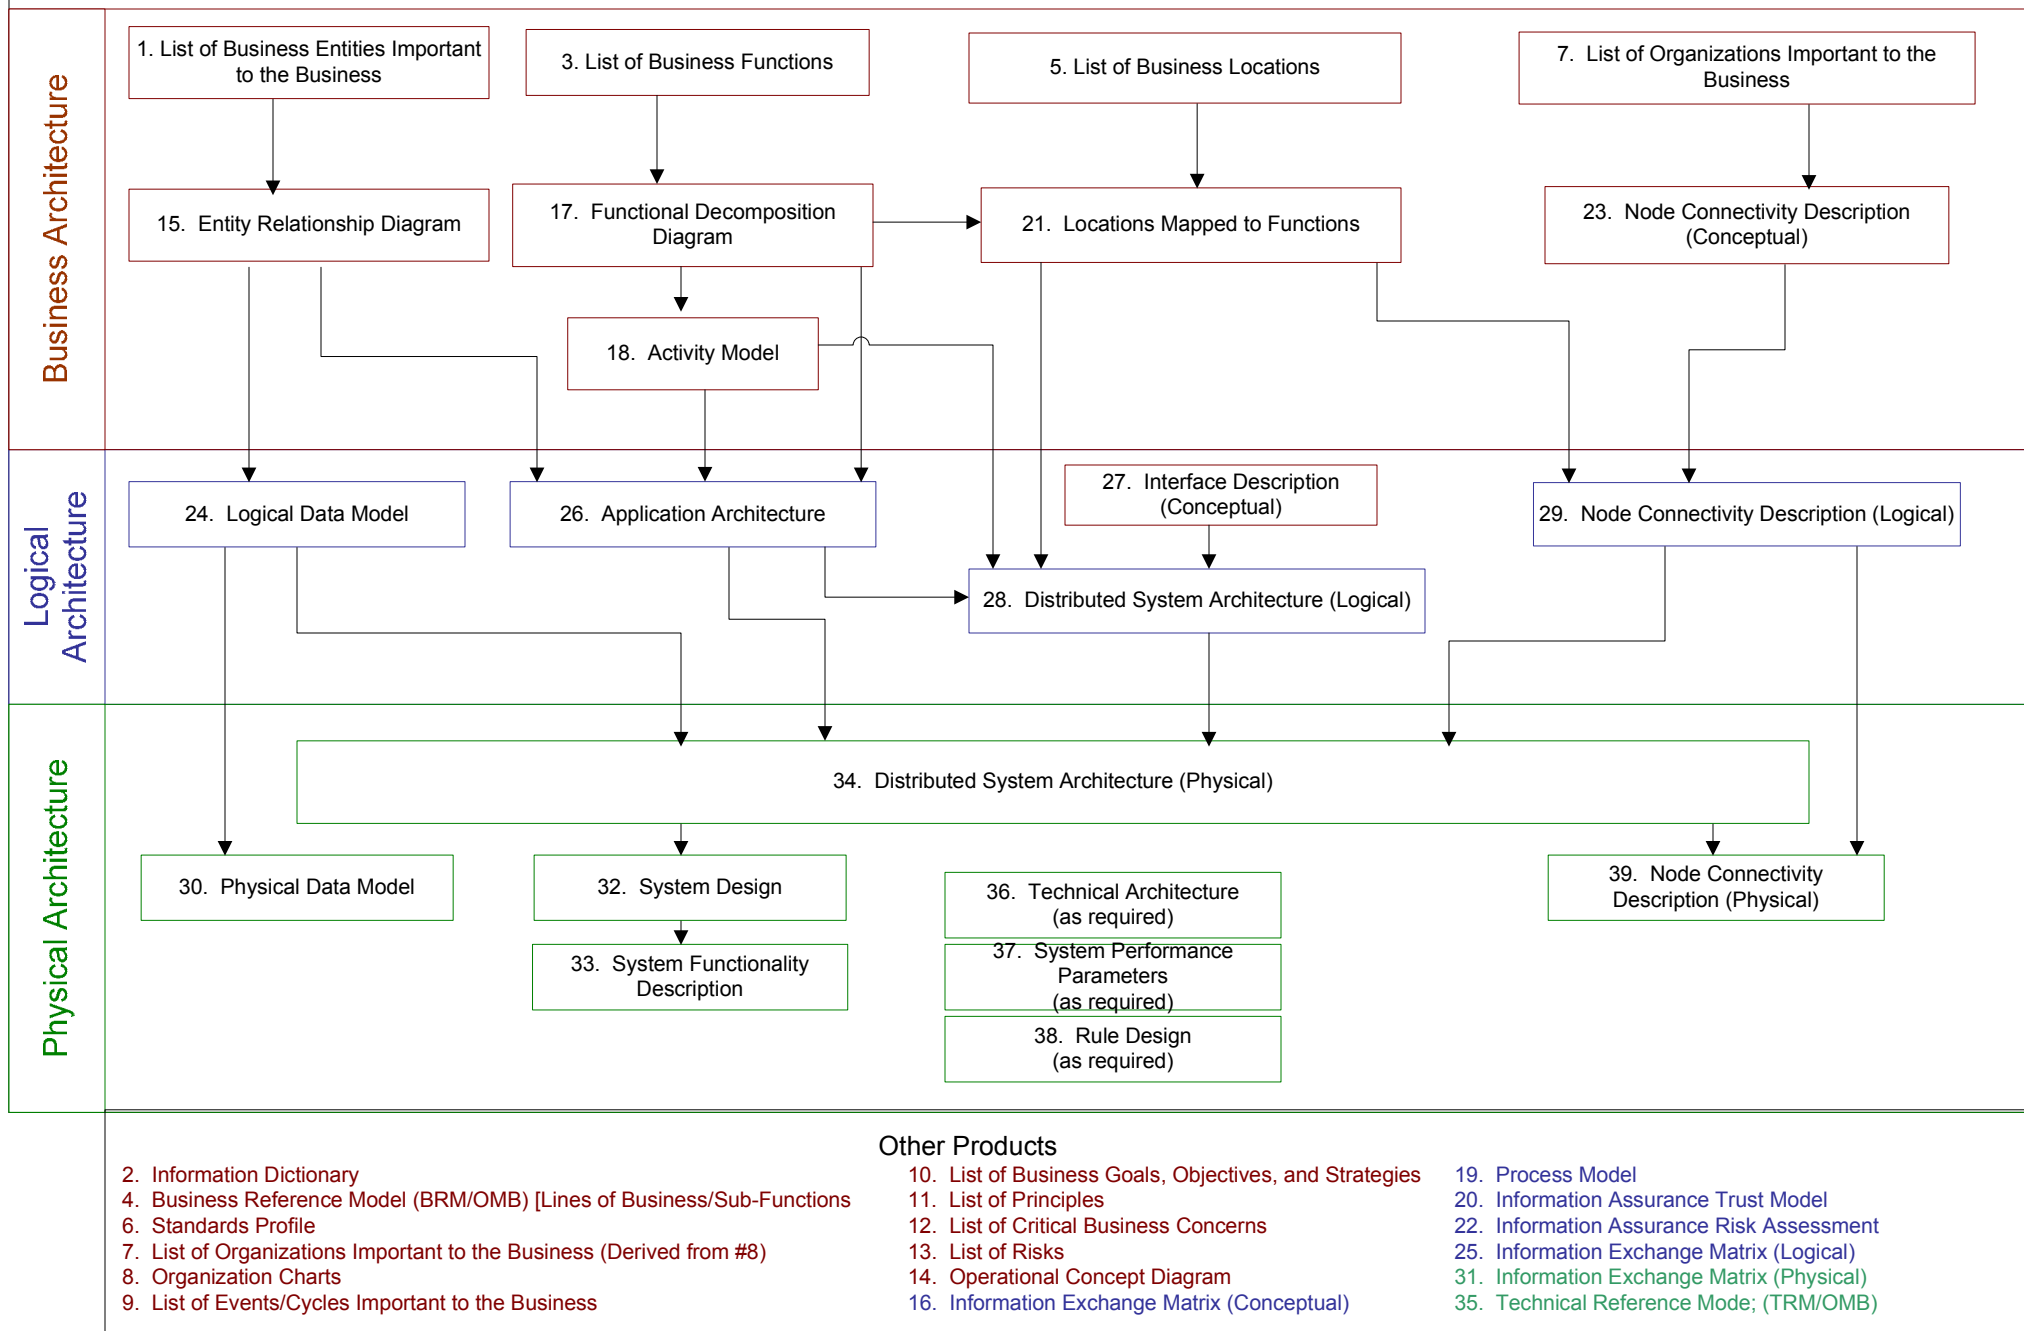 Business Architecture
1. List of Business Entities Important
to the Business
3. List of Business Functions
5. List of Business Locations
7.  List of Organizations Important to the
Business
15.  Entity Relationship Diagram
17.  Functional Decomposition
Diagram
21.  Locations Mapped to Functions
23.  Node Connectivity Description
(Conceptual)
18.  Activity Model
Logical
Architecture
24.  Logical Data Model
26.  Application Architecture
27.  Interface Description
(Conceptual)
29.  Node Connectivity Description (Logical)
28.  Distributed System Architecture (Logical)
Physical Architecture
34.  Distributed System Architecture (Physical)
30.  Physical Data Model
32.  System Design
36.  Technical Architecture
(as required)
39.  Node Connectivity
Description (Physical)
33.  System Functionality
Description
37.  System Performance
Parameters
(as required)
38.  Rule Design
(as required)
Other Products
2.  Information Dictionary
4.  Business Reference Model (BRM/OMB) [Lines of Business/Sub-Functions
6.  Standards Profile
7.  List of Organizations Important to the Business (Derived from #8)
8.  Organization Charts
9.  List of Events/Cycles Important to the Business
10.  List of Business Goals, Objectives, and Strategies
11.  List of Principles
12.  List of Critical Business Concerns
13.  List of Risks
14.  Operational Concept Diagram
16.  Information Exchange Matrix (Conceptual)
19.  Process Model
20.  Information Assurance Trust Model
22.  Information Assurance Risk Assessment
25.  Information Exchange Matrix (Logical)
31.  Information Exchange Matrix (Physical)
35.  Technical Reference Mode; (TRM/OMB)